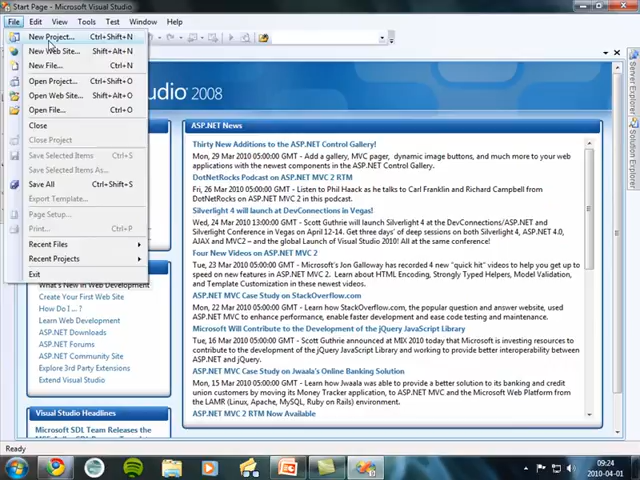 Start Page - Microsoft Visual Studio
File Edit View Tools Test Window Help
New Project... Ctrl+Shift+N
New Web Site... Shift+Alt+N
New File... Ctrl+N
Open Project... Ctrl+Shift+O
Open Web Site... Shift+Alt+O
Open File... Ctrl+O
Close
Close Project
Save Selected Items Ctrl+S
Save Selected Items As...
Save All Ctrl+Shift+S
Export Template...
Page Setup...
Print... Ctrl+P
Recent Files
Recent Projects
Exit
udio 2008
What's New in Web Development
Create Your First Web Site
How Do I ... ?
Learn Web Development
ASP.NET Downloads
ASP.NET Forums
ASP.NET Community Site
Explore 3rd Party Extensions
Extend Visual Studio
Visual Studio Headlines
Microsoft SDL Team Releases the
ASP.NET News
Thirty New Additions to the ASP.NET Control Gallery!
Mon, 29 Mar 2010 05:00:00 GMT - Add a gallery, MVC pager, dynamic image buttons, and much more to your web
applications with the newest components in the ASP.NET Control Gallery.
DotNetRocks Podcast on ASP.NET MVC 2 RTM
Fri, 26 Mar 2010 05:00:00 GMT - Listen to Phil Haack as he talks to Carl Franklin and Richard Campbell from
DotNetRocks about ASP.NET MVC 2 RTM.
Silverlight 4 will launch at DevConnections in Vegas!
Wed, 24 Mar 2010 13:00:00 GMT - Scott Guthrie will launch Silverlight 4 at the DevConnections/ASP.NET and
Silverlight Conference in Vegas on April 12-14. Get three days' of deep sessions on both Silverlight 4, ASP.NET 4.0,
AJAX and MVC2 – and the global Launch of Visual Studio 2010! All at the same conference!
Four New Videos on ASP.NET MVC 2
Tue, 23 Mar 2010 05:00:00 GMT - Microsoft's Jon Galloway has recorded 4 new "quick hit" videos to help you get up
to speed on new features in ASP.NET MVC 2. Learn about HTML Encoding, Strongly Typed Helpers, Model Validation,
and Template Customization in these newest videos.
ASP.NET MVC Case Study on StackOverflow.com
Mon, 22 Mar 2010 05:00:00 GMT - Learn how StackOverflow.com, the popular question and answer website, used
ASP.NET MVC to enhance performance, enable faster development and ease code testing and maintenance.
Microsoft Will Contribute to the Development of the jQuery JavaScript Library
Tue, 16 Mar 2010 05:00:00 GMT - Scott Guthrie announced at MIX 2010 today that Microsoft is investing resources to
contribute to the development of jQuery and working to provide better interoperability between
ASP.NET and jQuery.
ASP.NET MVC Case Study on Jwaala's Online Banking Solution
Mon, 15 Mar 2010 05:00:00 GMT - Learn how Jwaala was able to provide a better solution to its banking and credit
union customers by moving its Money Tracker application, to ASP.NET MVC and the Microsoft Web Platform from
the LAMR (Linux, Apache, MySQL, Ruby on Rails) environment.
ASP.NET MVC 2 RTM Now Available
Server Explorer
Solution Explorer
Ready
09:24
2010-04-01